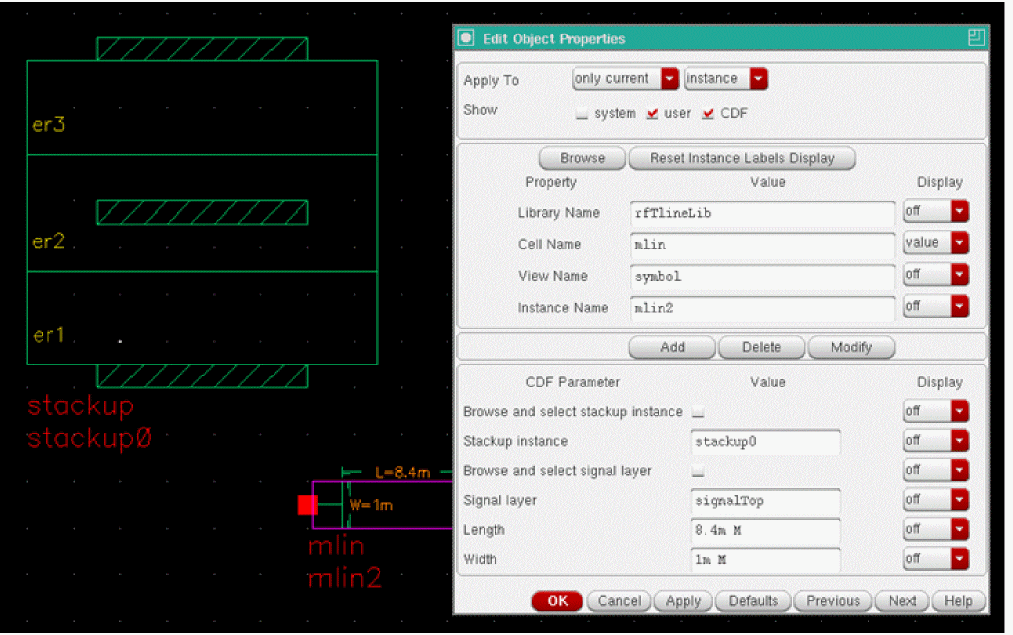 er3
er2
er1
stackup
stackup0
L=8.4m
W=1m
mlin
mlin2
Edit Object Properties
Apply To only current instance
Show system user CDF
Browse Reset Instance Labels Display
Property Value Display
Library Name rfTlineLib off
Cell Name mlin value
View Name symbol off
Instance Name mlin2 off
Add Delete Modify
CDF Parameter Value Display
Browse and select stackup instance off
Stackup instance stackup0 off
Browse and select signal layer off
Signal layer signalTop off
Length 8.4m M off
Width 1m M off
OK Cancel Apply Defaults Previous Next Help